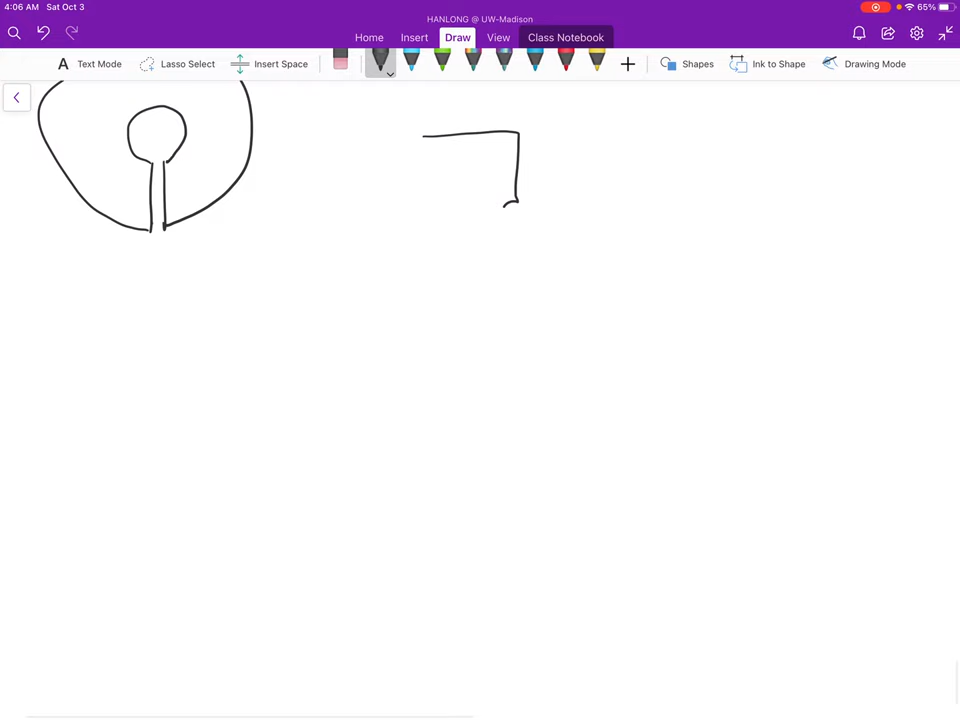 4:06 AM Sat Oct 3
65%
HANLONG @ UW-Madison
Home Insert Draw View Class Notebook
A Text Mode Lasso Select Insert Space Shapes Ink to Shape Drawing Mode